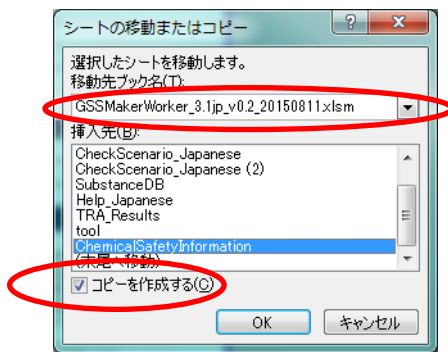 シートの移動またはコピー
選択したシートを移動します。
移動先ブック名(T):
GSSMakerWorker_3.1jp_v0.2_20150811.xlsm
挿入先(B):
CheckScenario_Japanese
CheckScenario_Japanese (2)
SubstanceDB
Help_Japanese
TRA_Results
tool
ChemicalSafetyInformation
(末尾へ移動)
コピーを作成する(C)
OK キャンセル